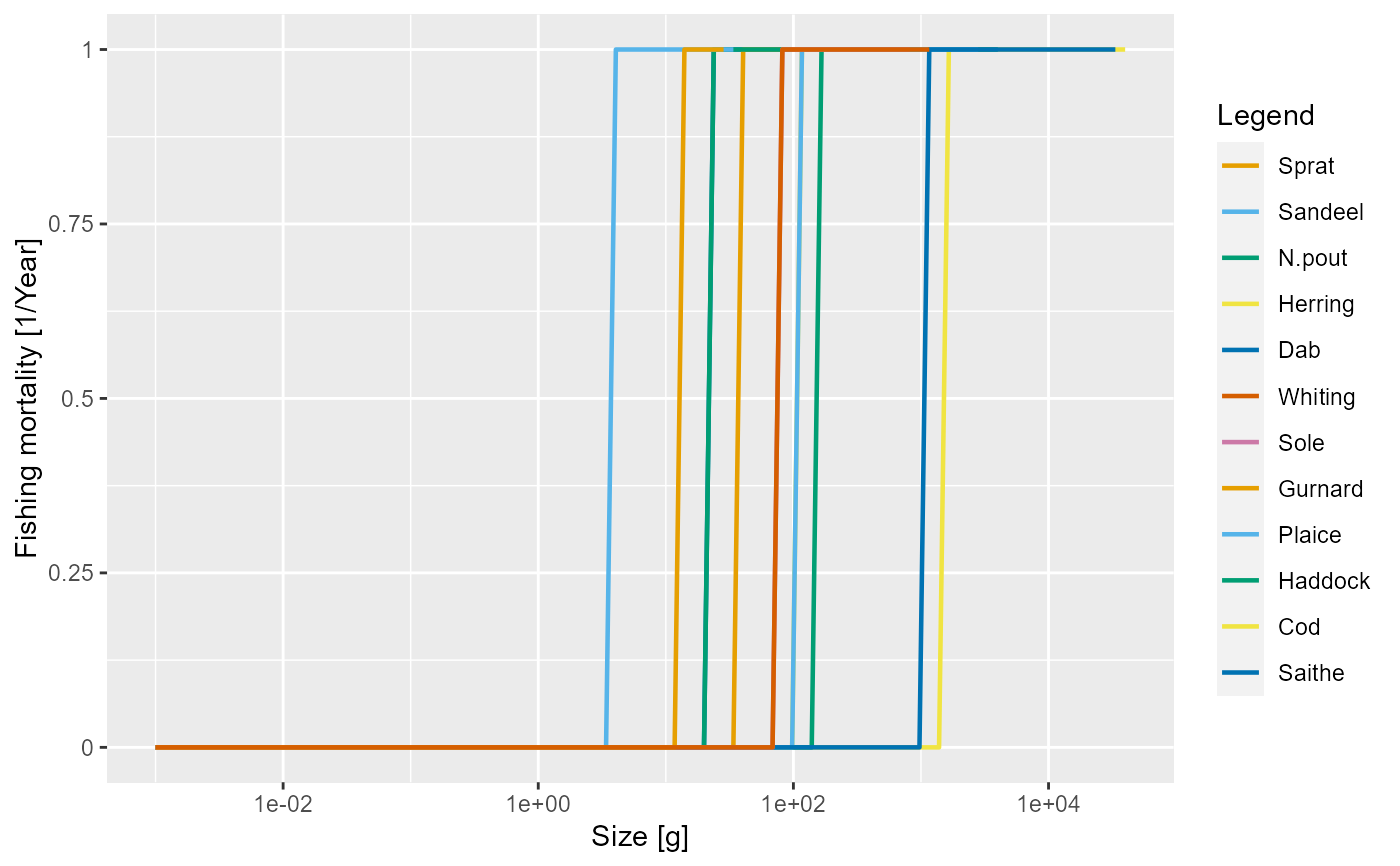 Fishing mortality [1/Year]
1
0.75
0.5
0.25
0
1e-02
1e+00
1e+02
1e+04
Size [g]
Legend
Sprat
Sandeel
N.pout
Herring
Dab
Whiting
Sole
Gurnard
Plaice
Haddock
Cod
Saithe